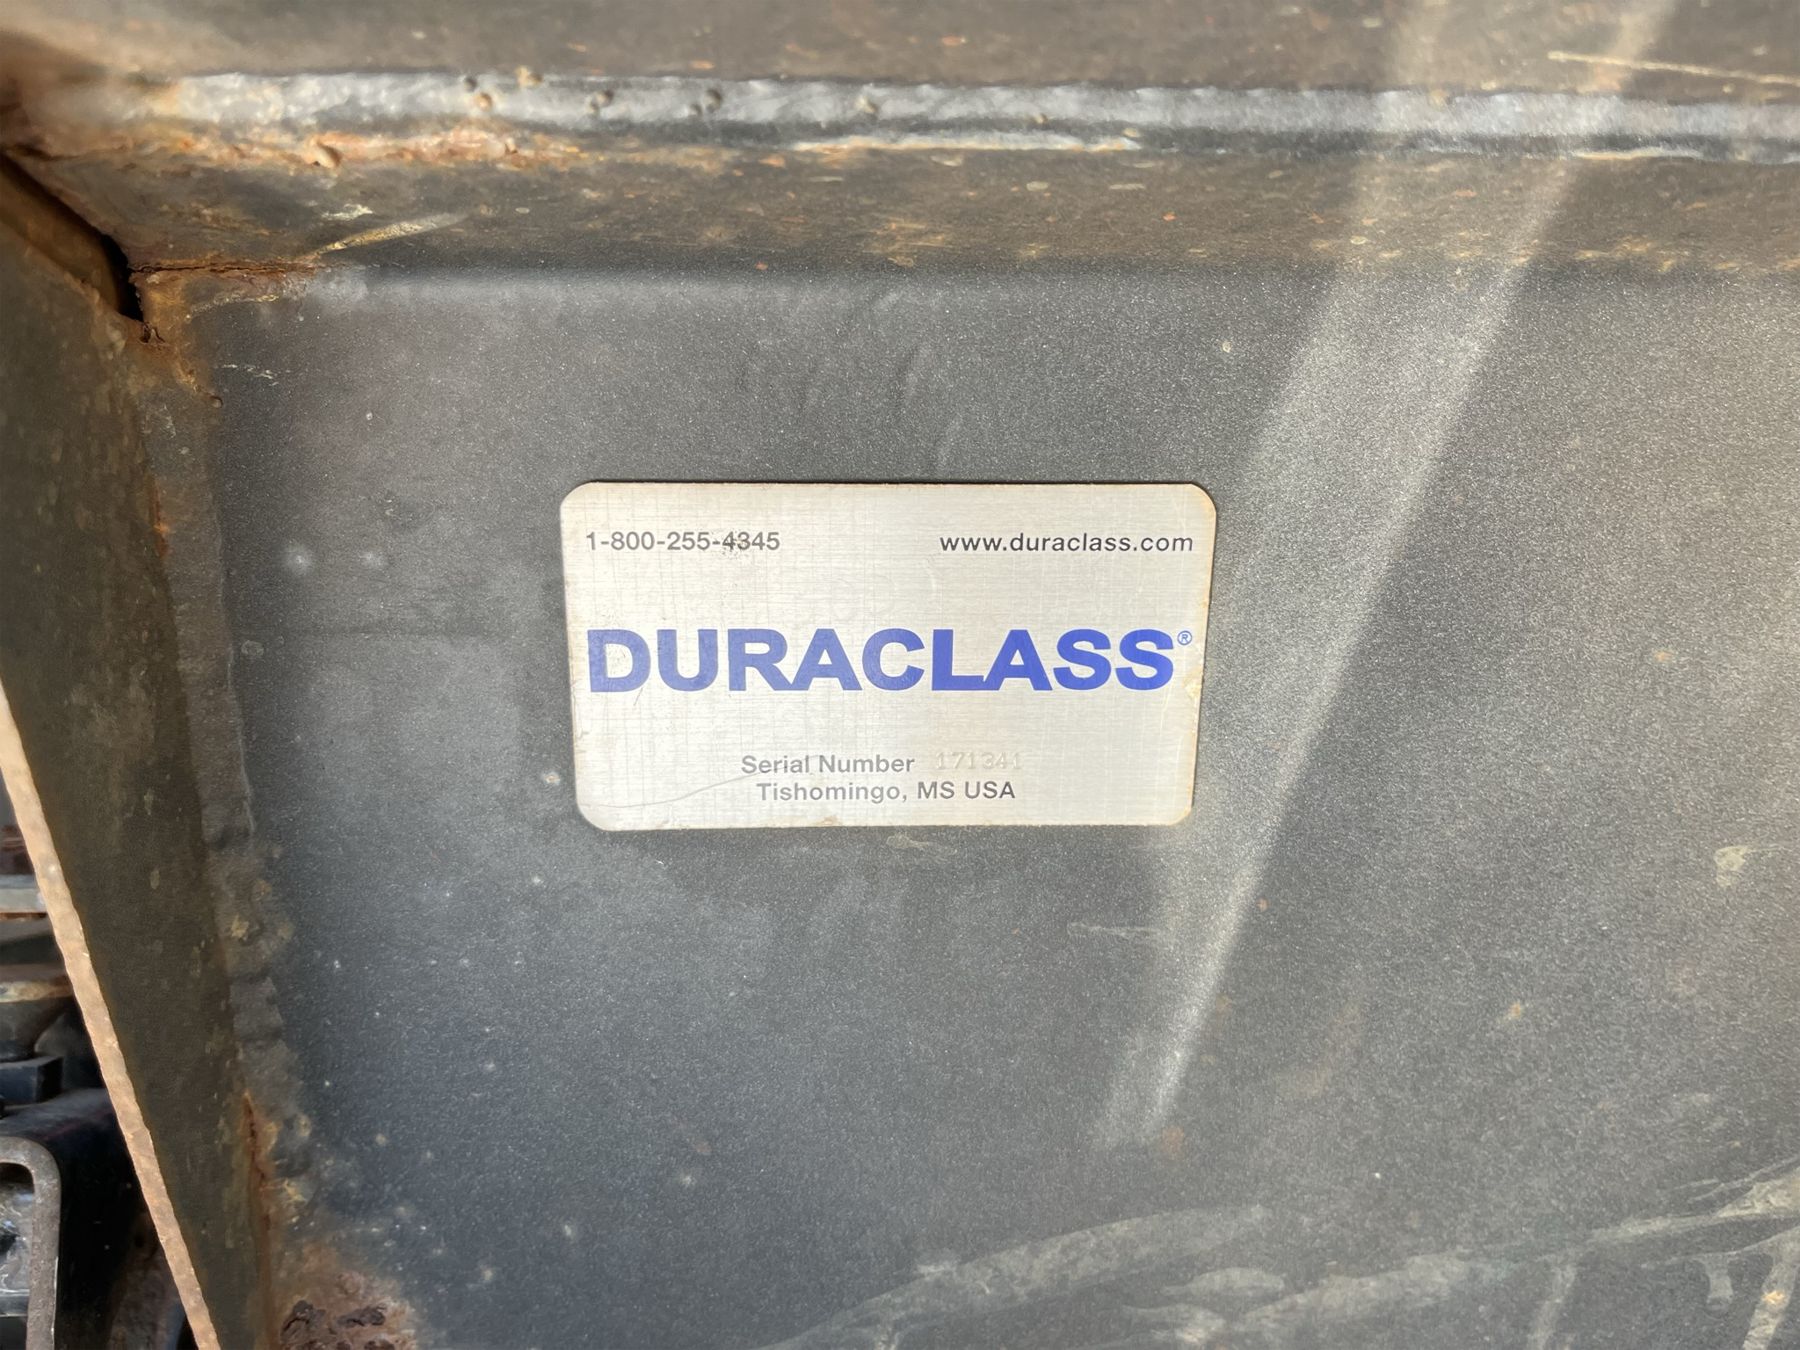 1-800-255-4345 www.duraclass.com
DURACLASS®
Serial Number 171341
Tishomingo, MS USA